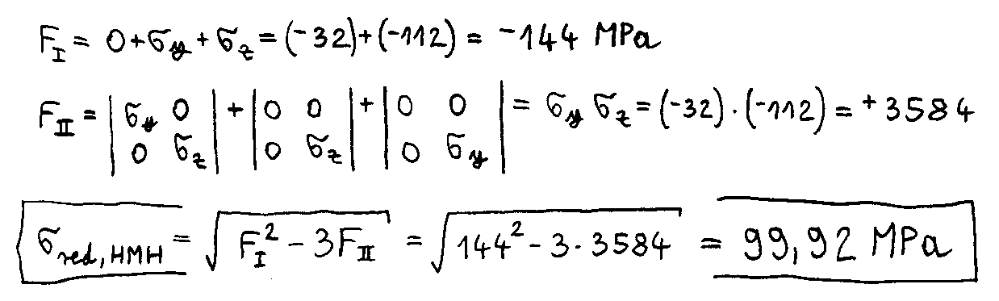 F_I = 0 + σ_y + σ_z = (-32) + (-112) = -144 MPa
F_II = |σ_y 0; 0 σ_z| + |0 0; 0 σ_z| + |0 0; 0 σ_y| = σ_y σ_z = (-32) · (-112) = +3584
σ_red, HMH = √(F_I² - 3F_II) = √(144² - 3 · 3584) = 99,92 MPa